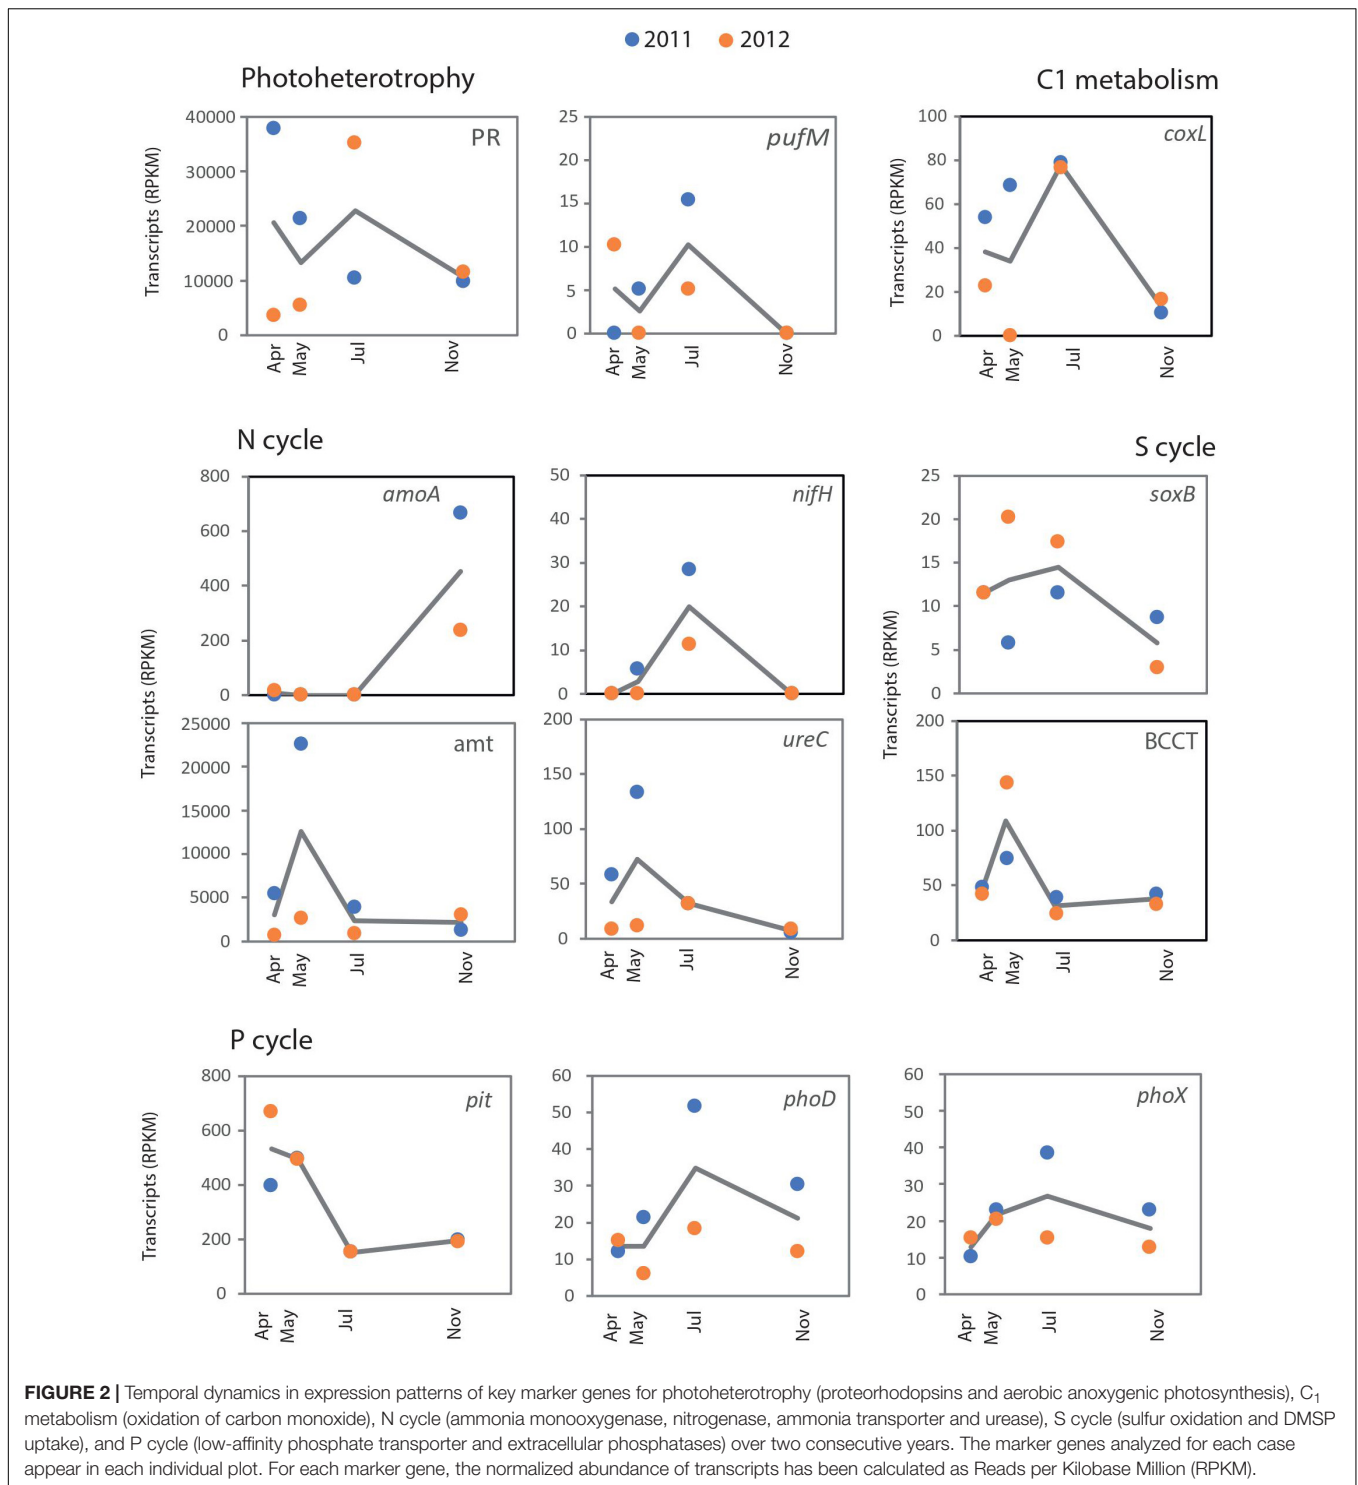 2011 2012
Photoheterotrophy
C1 metabolism
Transcripts (RPKM)
40000
30000
20000
10000
0
PR
Apr
May
Jul
Nov
25
20
15
10
5
0
pufM
Apr
May
Jul
Nov
Transcripts (RPKM)
100
80
60
40
20
0
coxL
Apr
May
Jul
Nov
N cycle
S cycle
Transcripts (RPKM)
800
600
400
200
0
amoA
50
40
30
20
10
0
nifH
Transcripts (RPKM)
25
20
15
10
5
0
soxB
25000
20000
15000
10000
5000
0
amt
Apr
May
Jul
Nov
200
150
100
50
0
ureC
Apr
May
Jul
Nov
200
150
100
50
0
BCCT
Apr
May
Jul
Nov
P cycle
Transcripts (RPKM)
800
600
400
200
0
pit
Apr
May
Jul
Nov
60
50
40
30
20
10
0
phoD
Apr
May
Jul
Nov
60
50
40
30
20
10
0
phoX
Apr
May
Jul
Nov
FIGURE 2 | Temporal dynamics in expression patterns of key marker genes for photoheterotrophy (proteorhodopsins and aerobic anoxygenic photosynthesis), C1
metabolism (oxidation of carbon monoxide), N cycle (ammonia monooxygenase, nitrogenase, ammonia transporter and urease), S cycle (sulfur oxidation and DMSP
uptake), and P cycle (low-affinity phosphate transporter and extracellular phosphatases) over two consecutive years. The marker genes analyzed for each case
appear in each individual plot. For each marker gene, the normalized abundance of transcripts has been calculated as Reads per Kilobase Million (RPKM).